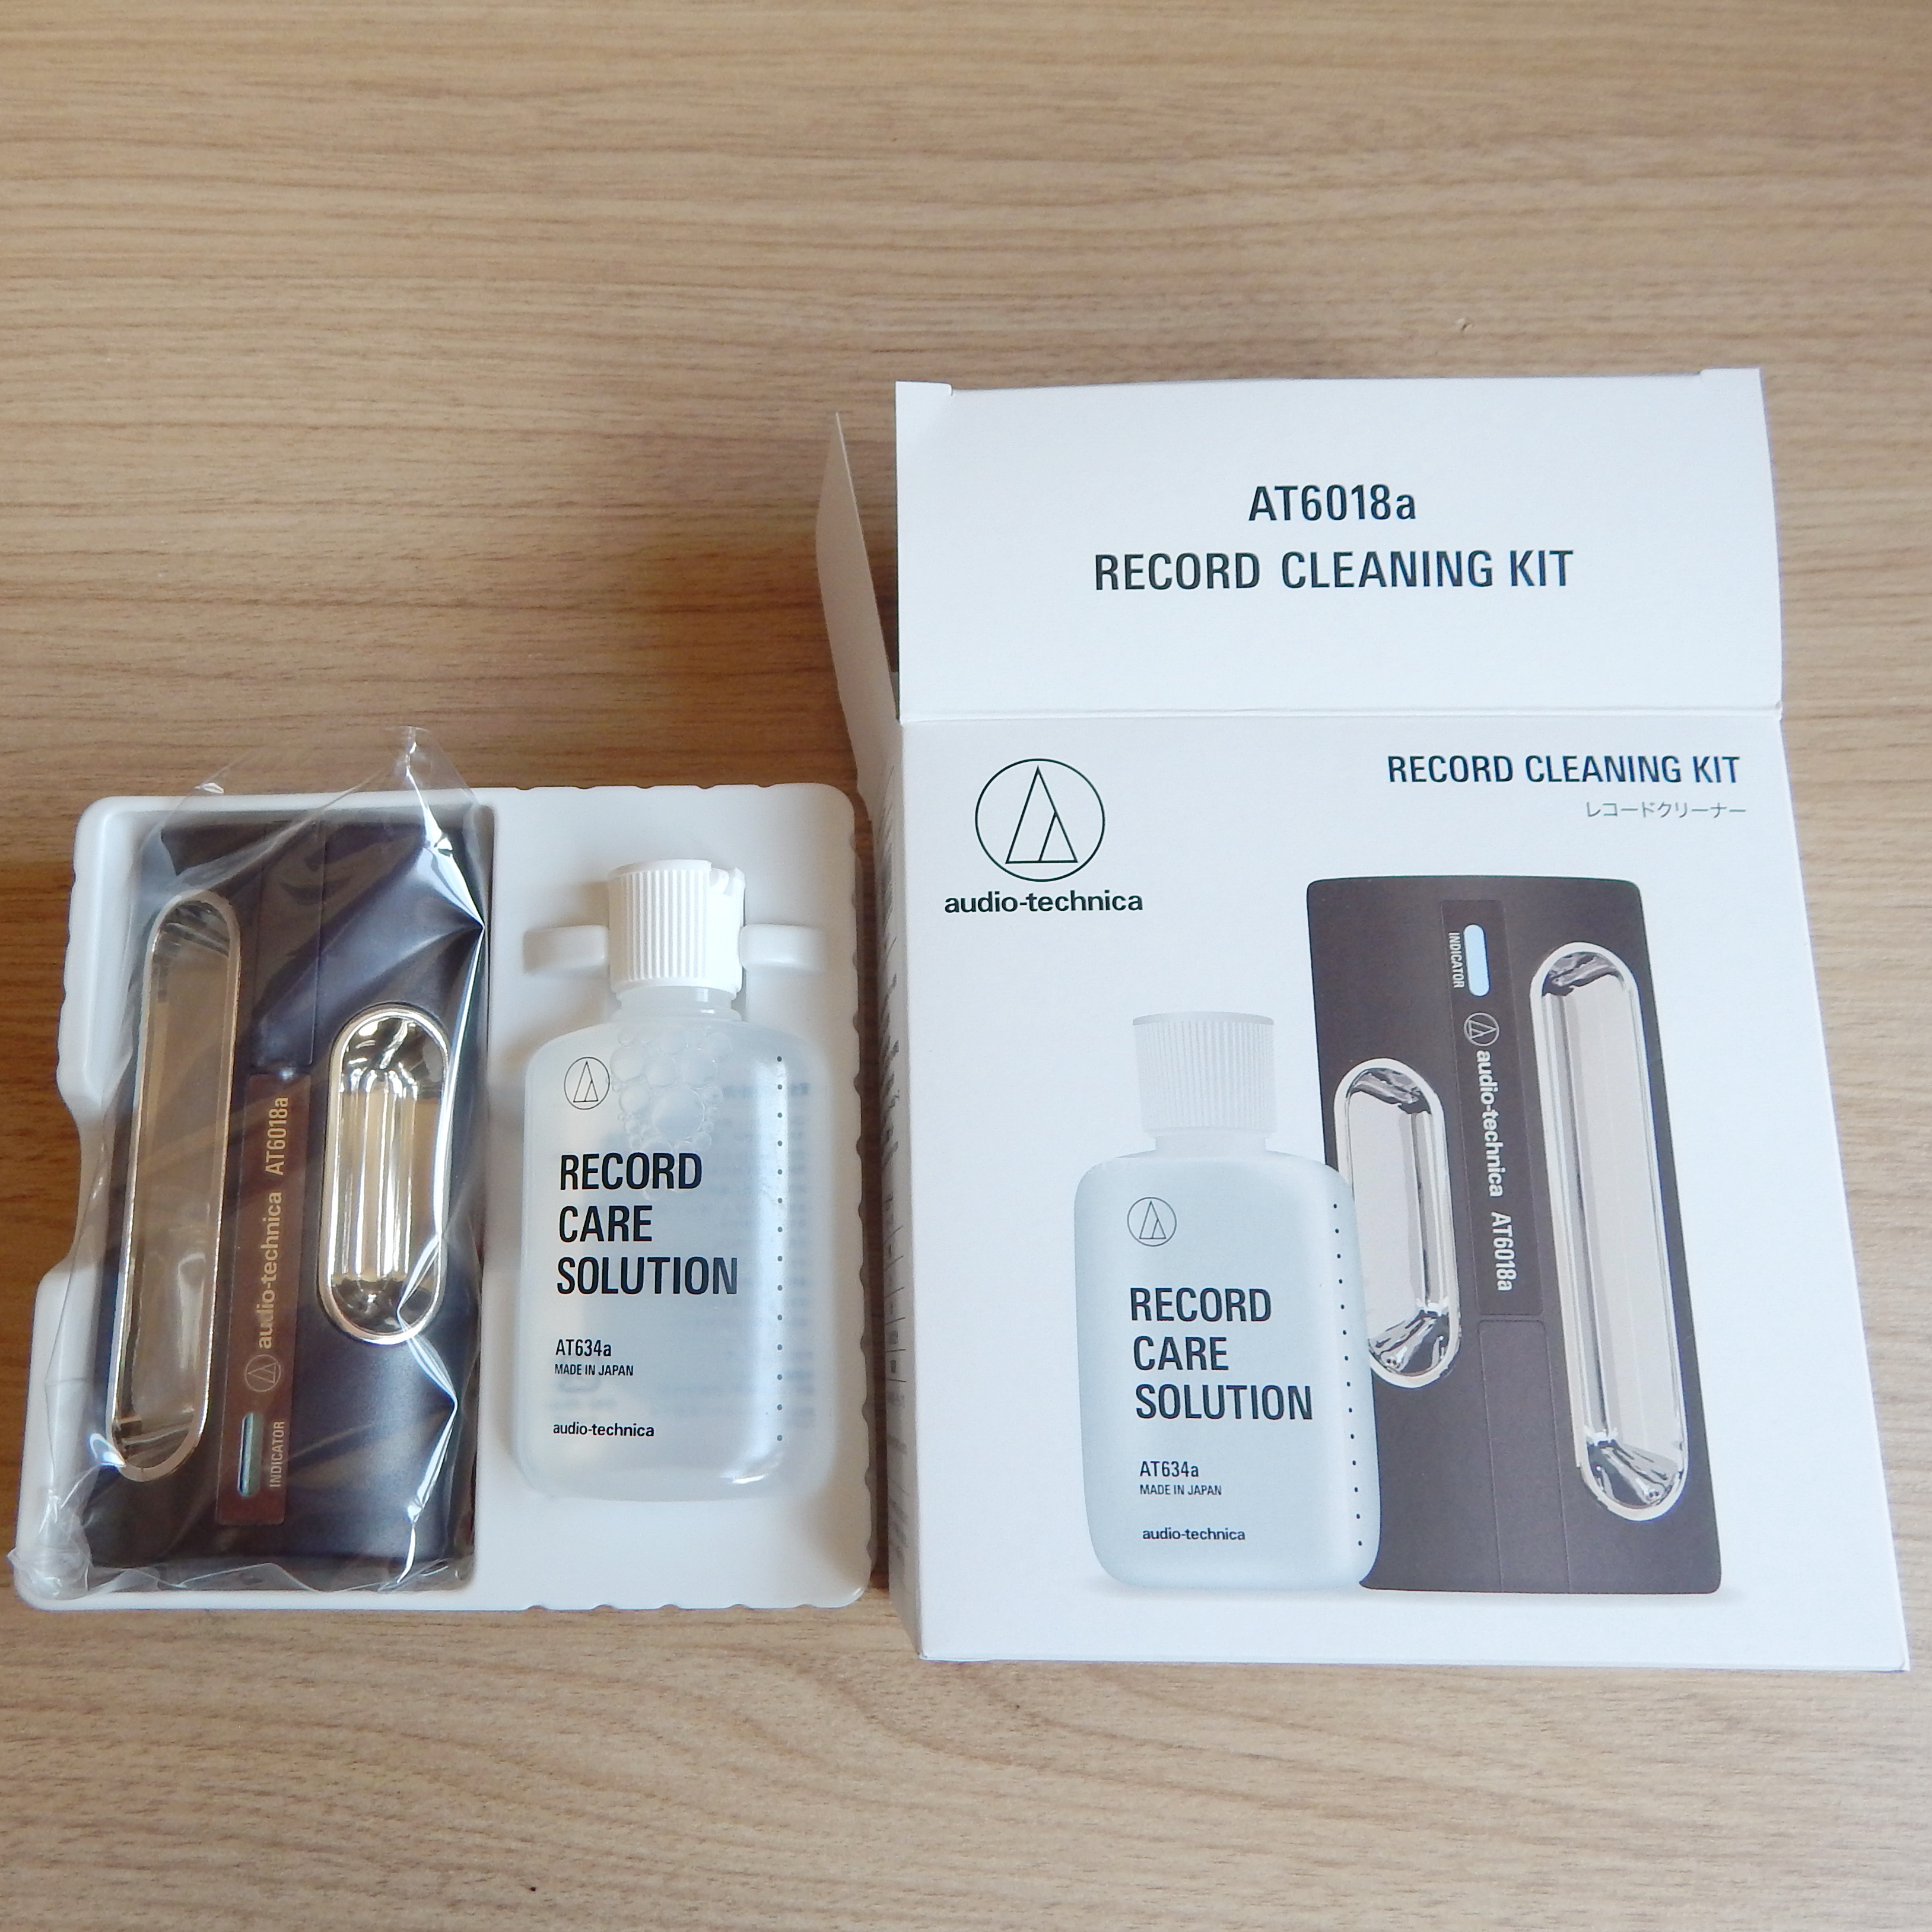 AT6018a
RECORD CLEANING KIT
RECORD CLEANING KIT
レコードクリーナー
audio-technica
INDICATOR
audio-technica AT6018a
RECORD
CARE
SOLUTION
AT634a
MADE IN JAPAN
audio-technica
INDICATOR
audio-technica AT6018a
RECORD
CARE
SOLUTION
AT634a
MADE IN JAPAN
audio-technica